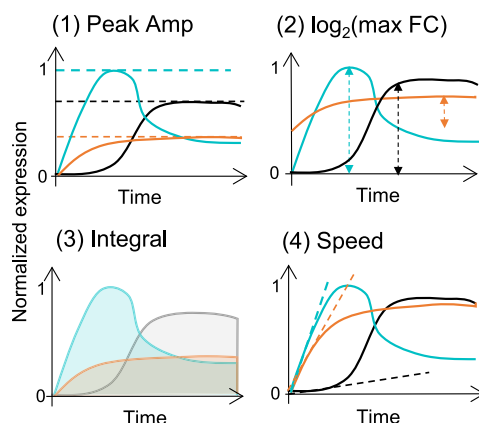 (1) Peak Amp
(2) log₂(max FC)
1
0
Time
1
0
Time
Normalized expression
(3) Integral
(4) Speed
1
0
Time
1
0
Time